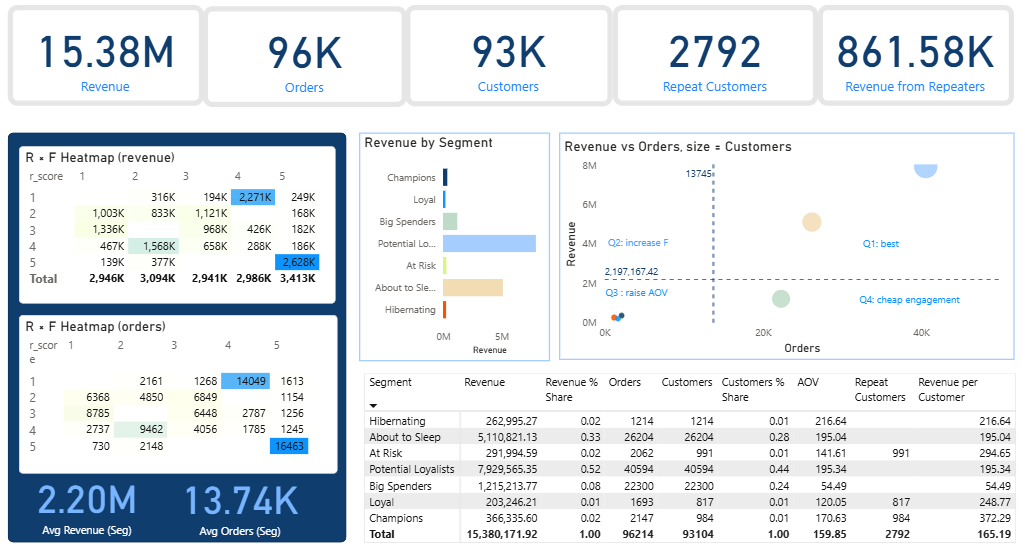 15.38M
Revenue
96K
Orders
93K
Customers
2792
Repeat Customers
861.58K
Revenue from Repeaters
R × F Heatmap (revenue)
r_score 1 2 3 4 5
1 316K 194K 2,271K 249K
2 1,003K 833K 1,121K 168K
3 1,336K 968K 426K 182K
4 467K 1,568K 658K 288K 186K
5 139K 377K 2,628K
Total 2,946K 3,094K 2,941K 2,986K 3,413K
R × F Heatmap (orders)
r_scor
e
1 2 3 4 5
1 2161 1268 14049 1613
2 6368 4850 6849 1154
3 8785 6448 2787 1256
4 2737 9462 4056 1785 1245
5 730 2148 16463
2.20M
Avg Revenue (Seg)
13.74K
Avg Orders (Seg)
Revenue by Segment
Champions
Loyal
Big Spenders
Potential Lo...
At Risk
About to Sle...
Hibernating
0M 5M
Revenue
Revenue vs Orders, size = Customers
Revenue
8M
6M
4M
2M
0M
13745
Q2: increase F
Q1: best
2,197,167.42
Q3 : raise AOV
Q4: cheap engagement
0K 20K 40K
Orders
Segment Revenue Revenue % Share Orders Customers Customers % Share AOV Repeat Customers Revenue per Customer
Hibernating 262,995.27 0.02 1214 1214 0.01 216.64 216.64
About to Sleep 5,110,821.13 0.33 26204 26204 0.28 195.04 195.04
At Risk 291,994.59 0.02 2062 991 0.01 141.61 991 294.65
Potential Loyalists 7,929,565.35 0.52 40594 40594 0.44 195.34 195.34
Big Spenders 1,215,213.77 0.08 22300 22300 0.24 54.49 54.49
Loyal 203,246.21 0.01 1693 817 0.01 120.05 817 248.77
Champions 366,335.60 0.02 2147 984 0.01 170.63 984 372.29
Total 15,380,171.92 1.00 96214 93104 1.00 159.85 2792 165.19